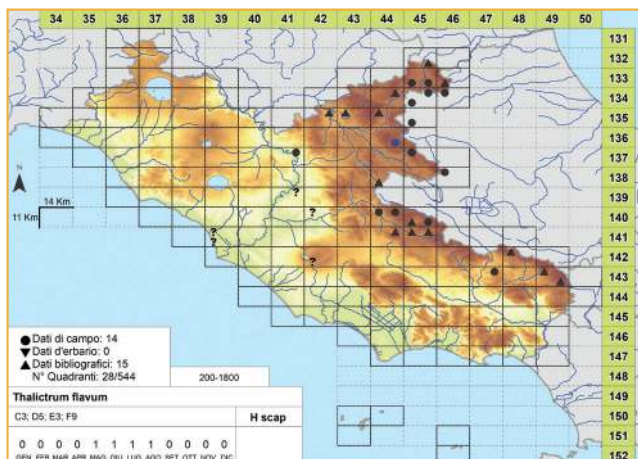 34 35 36 37 38 39 40 41 42 43 44 45 46 47 48 49 50
131
132
133
134
135
136
137
138
139
140
141
142
143
144
145
146
147
148
149
150
151
152
N
14 Km
11 Km
?
?
?
?
?
Dati di campo: 14
Dati d'erbario: 0
Dati bibliografici: 15
N° Quadranti: 28/544
200-1800
Thalictrum flavum
C3; D5; E3; F9
H scap
0 0 0 0 1 1 1 1 0 0 0 0
GEN FEB MAR APR MAG GIU LUG AGO SET OTT NOV DIC